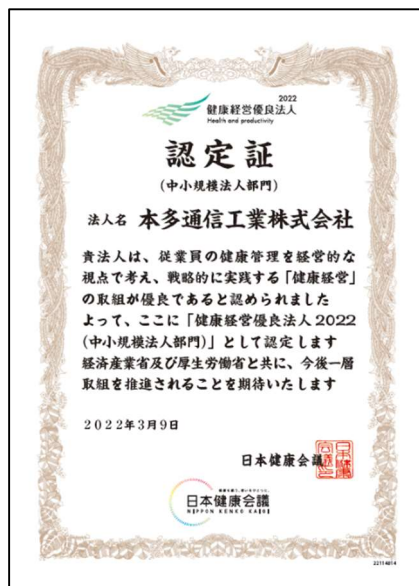 2022
健康経営優良法人
Health and productivity
認定証
(中小規模法人部門)
法人名 本多通信工業株式会社
貴法人は、従業員の健康管理を経営的な
視点で考え、戦略的に実践する「健康経営」
の取組が優良であると認められました
よって、ここに「健康経営優良法人2022
(中小規模法人部門)」として認定します
経済産業省及び厚生労働省と共に、今後一層
取組を推進されることを期待いたします
2022年3月9日
日本健康会議
日本健康会議
NIPPON KENKO KAIGI